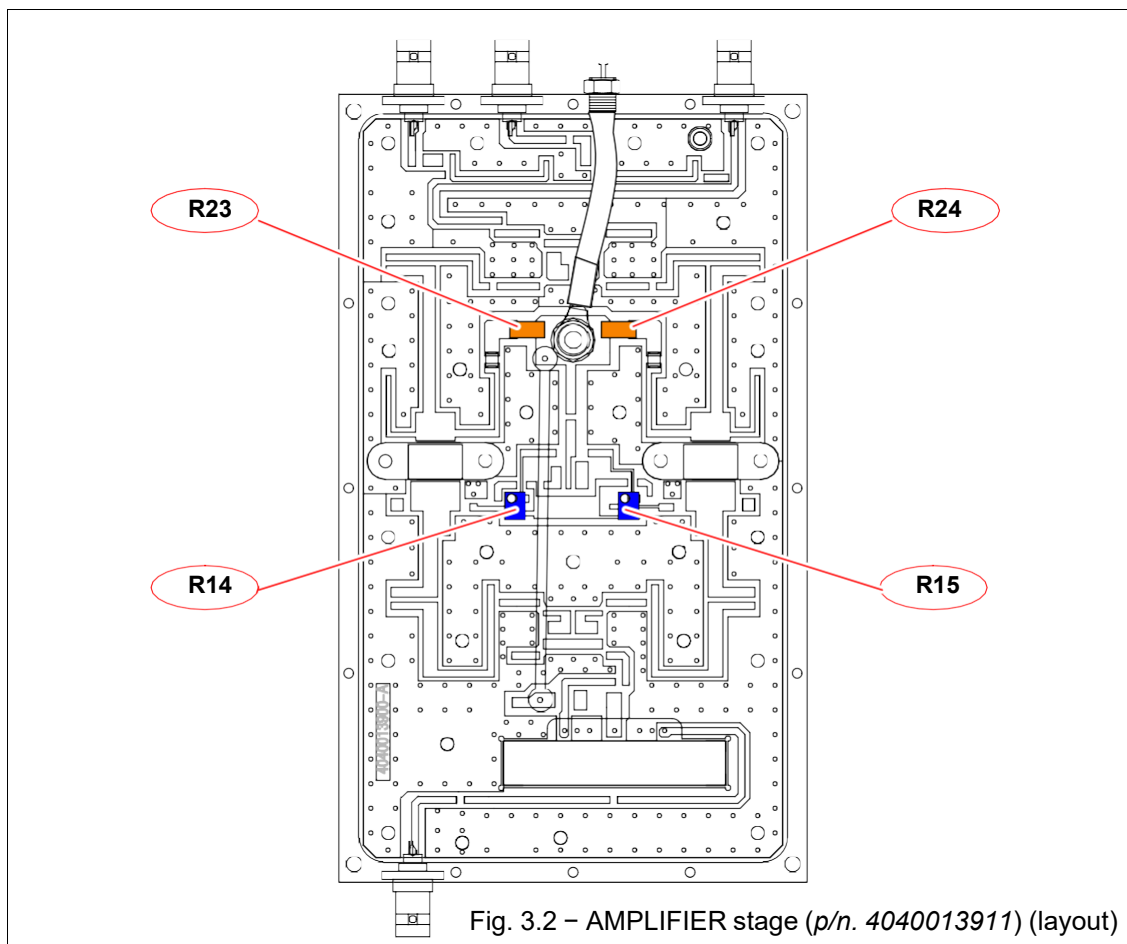 R23
R24
R14
R15
4040013900-A
Fig. 3.2 − AMPLIFIER stage (p/n. 4040013911) (layout)